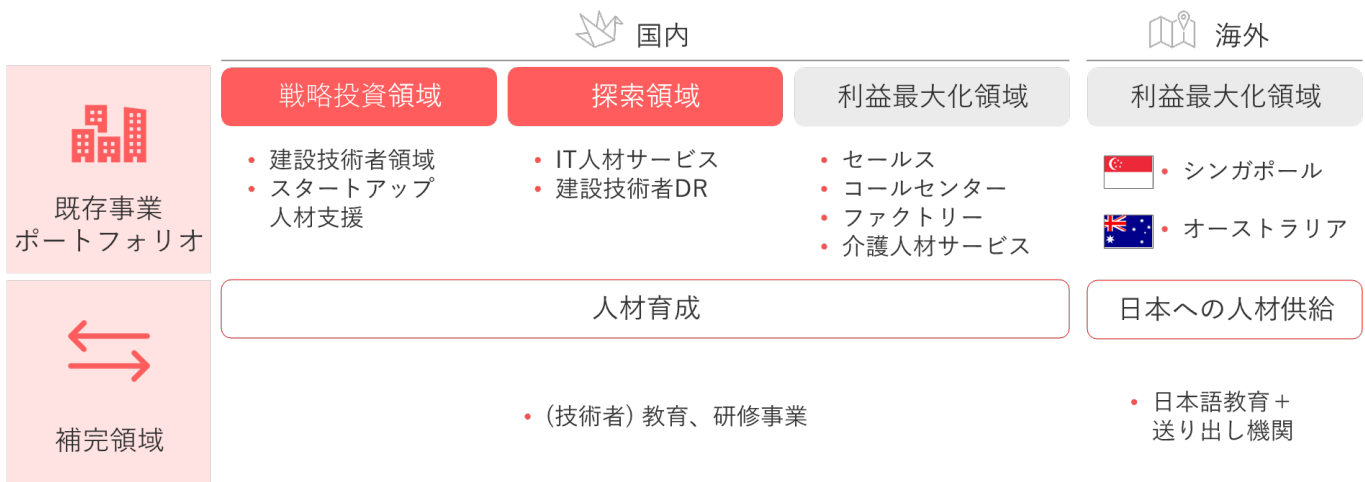 国内
海外
既存事業
ポートフォリオ
戦略投資領域
建設技術者領域
スタートアップ
人材支援
探索領域
IT人材サービス
建設技術者DR
利益最大化領域
セールス
コールセンター
ファクトリー
介護人材サービス
利益最大化領域
シンガポール
オーストラリア
補完領域
人材育成
(技術者) 教育、研修事業
日本への人材供給
日本語教育＋
送り出し機関